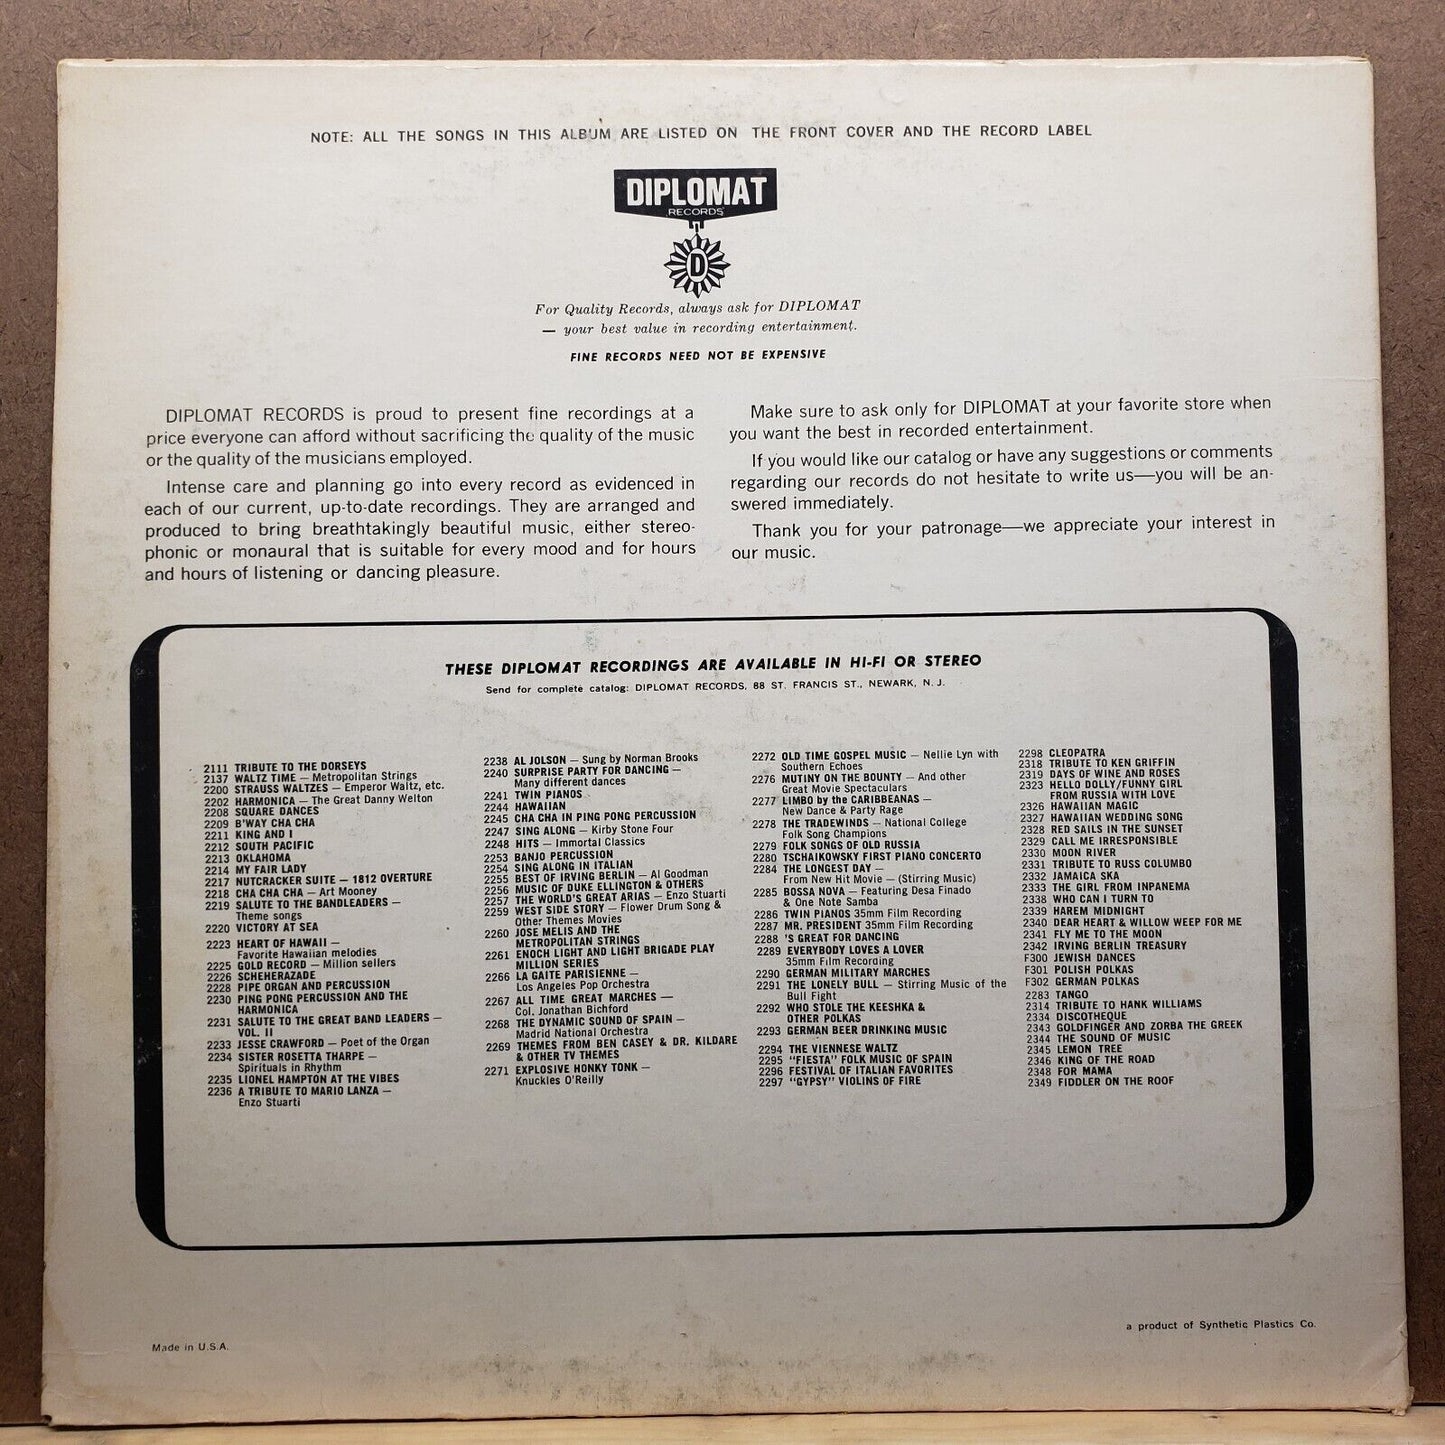 NOTE: ALL THE SONGS IN THIS ALBUM ARE LISTED ON THE FRONT COVER AND THE RECORD LABEL
DIPLOMAT
RECORDS
D
For Quality Records, always ask for DIPLOMAT
— your best value in recording entertainment.
FINE RECORDS NEED NOT BE EXPENSIVE
DIPLOMAT RECORDS is proud to present fine recordings at a
price everyone can afford without sacrificing the quality of the music
or the quality of the musicians employed.
Intense care and planning go into every record as evidenced in
each of our current, up-to-date recordings. They are arranged and
produced to bring breathtakingly beautiful music, either stereo-
phonic or monaural that is suitable for every mood and for hours
and hours of listening or dancing pleasure.
Make sure to ask only for DIPLOMAT at your favorite store when
you want the best in recorded entertainment.
If you would like our catalog or have any suggestions or comments
regarding our records do not hesitate to write us—you will be an-
swered immediately.
Thank you for your patronage—we appreciate your interest in
our music.
THESE DIPLOMAT RECORDINGS ARE AVAILABLE IN HI-FI OR STEREO
Send for complete catalog: DIPLOMAT RECORDS, 88 ST. FRANCIS ST., NEWARK, N. J.
2111 TRIBUTE TO THE DORSEYS
2137 WALTZ TIME — Metropolitan Strings
2200 STRAUSS WALTZES — Emperor Waltz, etc.
2202 HARMONICA — The Great Danny Welton
2208 SQUARE DANCES
2209 B'WAY CHA CHA
2211 KING AND I
2212 SOUTH PACIFIC
2213 OKLAHOMA
2214 MY FAIR LADY
2217 NUTCRACKER SUITE — 1812 OVERTURE
2218 CHA CHA CHA — Art Mooney
2219 SALUTE TO THE BANDLEADERS —
Theme songs
2220 VICTORY AT SEA
2223 HEART OF HAWAII —
Favorite Hawaiian melodies
2225 GOLD RECORD — Million sellers
2226 SCHEHERAZADE
2228 PIPE ORGAN AND PERCUSSION
2230 PING PONG PERCUSSION AND THE
HARMONICA
2231 SALUTE TO THE GREAT BAND LEADERS —
VOL. II
2233 JESSE CRAWFORD — Poet of the Organ
2234 SISTER ROSETTA THARPE —
Spirituals in Rhythm
2235 LIONEL HAMPTON AT THE VIBES
2236 A TRIBUTE TO MARIO LANZA —
Enzo Stuarti
2238 AL JOLSON — Sung by Norman Brooks
2240 SURPRISE PARTY FOR DANCING —
Many different dances
2241 TWIN PIANOS
2244 HAWAIIAN
2245 CHA CHA IN PING PONG PERCUSSION
2247 SING ALONG — Kirby Stone Four
2248 HITS — Immortal Classics
2253 BANJO PERCUSSION
2254 SING ALONG IN ITALIAN
2255 BEST OF IRVING BERLIN — Al Goodman
2256 MUSIC OF DUKE ELLINGTON & OTHERS
2257 THE WORLD'S GREAT ARIAS — Enzo Stuarti
2259 WEST SIDE STORY — Flower Drum Song &
Other Themes Movies
2260 JOSE MELIS AND THE
METROPOLITAN STRINGS
2261 ENOCH LIGHT AND LIGHT BRIGADE PLAY
MILLION SERIES
2266 LA GAITE PARISIENNE —
Los Angeles Pop Orchestra
2267 ALL TIME GREAT MARCHES —
Col. Jonathan Bichford
2268 THE DYNAMIC SOUND OF SPAIN —
Madrid National Orchestra
2269 THEMES FROM BEN CASEY & DR. KILDARE
& OTHER TV THEMES
2271 EXPLOSIVE HONKY TONK —
Knuckles O'Reilly
2272 OLD TIME GOSPEL MUSIC — Nellie Lyn with
Southern Echoes
2276 MUTINY ON THE BOUNTY — And other
Great Movie Spectaculars
2277 LIMBO by the CARIBBEANAS —
New Dance & Party Rage
2278 THE TRADEWINDS — National College
Folk Song Champions
2279 FOLK SONGS OF OLD RUSSIA
2280 TSCHAIKOWSKY FIRST PIANO CONCERTO
2284 THE LONGEST DAY —
From New Hit Movie — (Stirring Music)
2285 BOSSA NOVA — Featuring Desa Finado
& One Note Samba
2286 TWIN PIANOS 35mm Film Recording
2287 MR. PRESIDENT 35mm Film Recording
2288 'S GREAT FOR DANCING
2289 EVERYBODY LOVES A LOVER
35mm Film Recording
2290 GERMAN MILITARY MARCHES
2291 THE LONELY BULL — Stirring Music of the
Bull Fight
2292 WHO STOLE THE KEESHKA &
OTHER POLKAS
2293 GERMAN BEER DRINKING MUSIC
2294 THE VIENNESE WALTZ
2295 "FIESTA" FOLK MUSIC OF SPAIN
2296 FESTIVAL OF ITALIAN FAVORITES
2297 "GYPSY" VIOLINS OF FIRE
2298 CLEOPATRA
2318 TRIBUTE TO KEN GRIFFIN
2319 DAYS OF WINE AND ROSES
2323 HELLO DOLLY/FUNNY GIRL
FROM RUSSIA WITH LOVE
2326 HAWAIIAN MAGIC
2327 HAWAIIAN WEDDING SONG
2328 RED SAILS IN THE SUNSET
2329 CALL ME IRRESPONSIBLE
2330 MOON RIVER
2331 TRIBUTE TO RUSS COLUMBO
2332 JAMAICA SKA
2333 THE GIRL FROM INPANEMA
2338 WHO CAN I TURN TO
2339 HAREM MIDNIGHT
2340 DEAR HEART & WILLOW WEEP FOR ME
2341 FLY ME TO THE MOON
2342 IRVING BERLIN TREASURY
F300 JEWISH DANCES
F301 POLISH POLKAS
F302 GERMAN POLKAS
2283 TANGO
2314 TRIBUTE TO HANK WILLIAMS
2334 DISCOTHEQUE
2343 GOLDFINGER AND ZORBA THE GREEK
2344 THE SOUND OF MUSIC
2345 LEMON TREE
2346 KING OF THE ROAD
2348 FOR MAMA
2349 FIDDLER ON THE ROOF
a product of Synthetic Plastics Co.
Made in U.S.A.